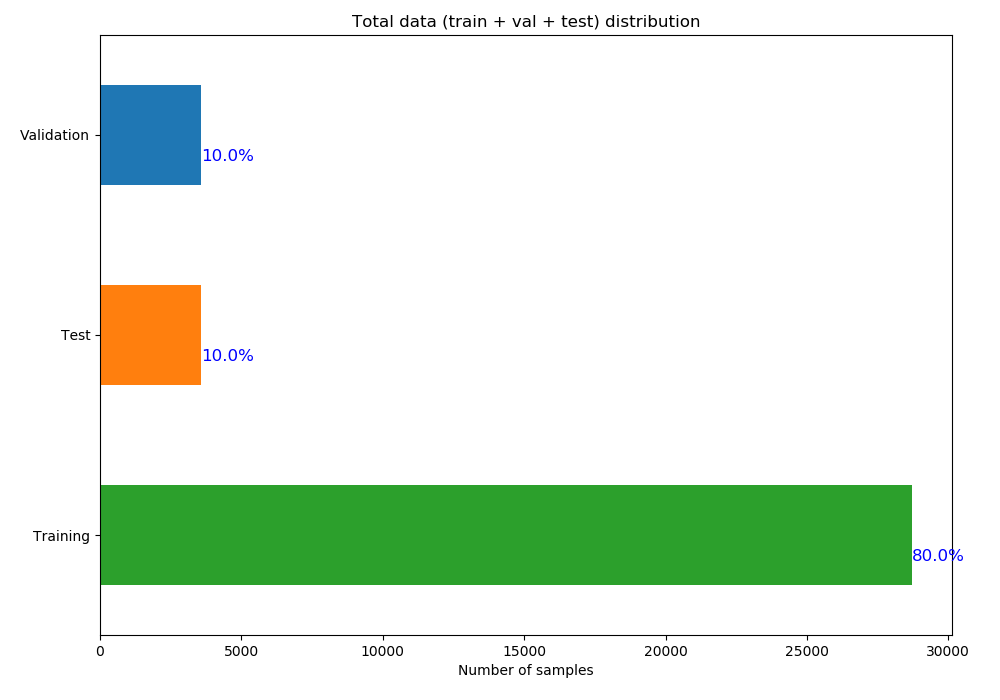 Total data (train + val + test) distribution
Validation
10.0%
Test
10.0%
Training
80.0%
0 5000 10000 15000 20000 25000 30000
Number of samples